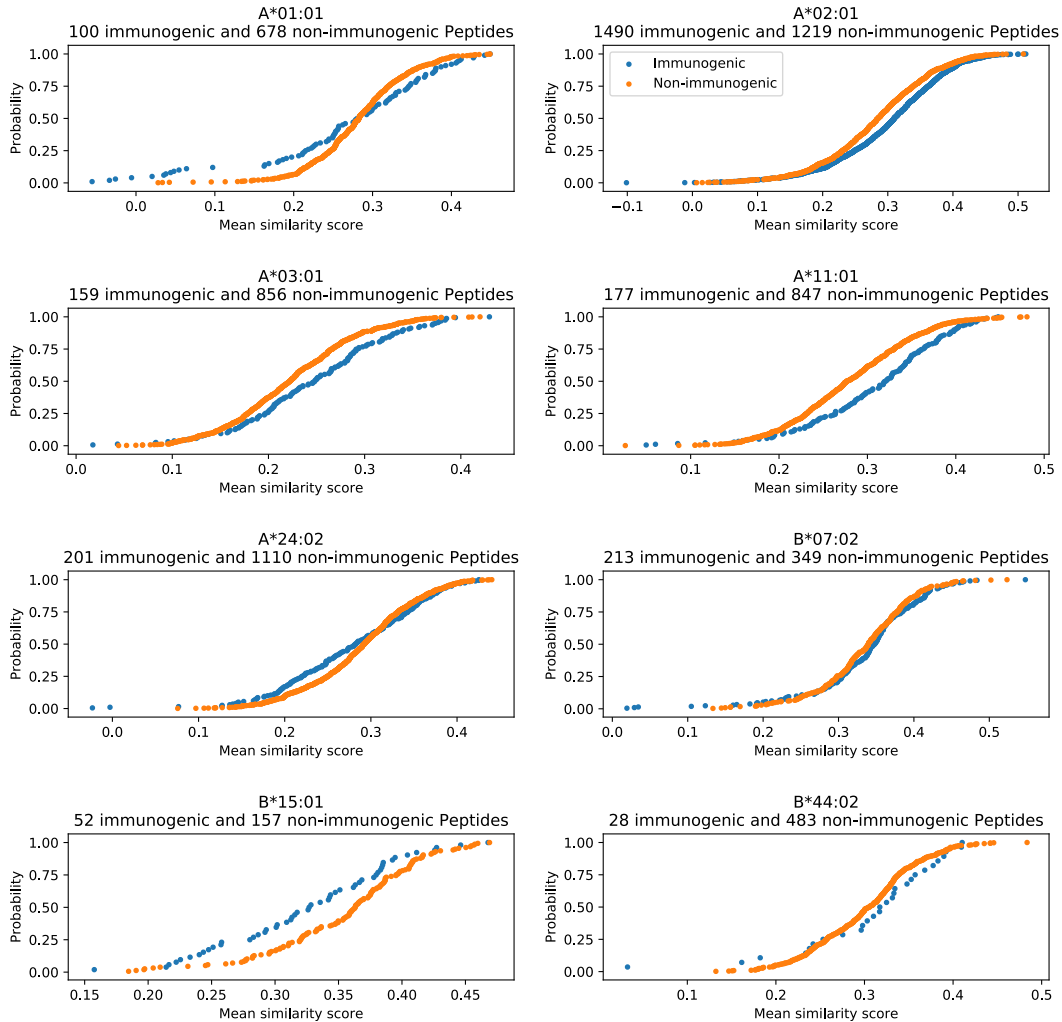 A*01:01
100 immunogenic and 678 non-immunogenic Peptides
1.00
0.75
0.50
0.25
0.00
Probability
0.0 0.1 0.2 0.3 0.4
Mean similarity score
A*02:01
1490 immunogenic and 1219 non-immunogenic Peptides
Immunogenic
Non-immunogenic
1.00
0.75
0.50
0.25
0.00
Probability
−0.1 0.0 0.1 0.2 0.3 0.4 0.5
Mean similarity score
A*03:01
159 immunogenic and 856 non-immunogenic Peptides
1.00
0.75
0.50
0.25
0.00
Probability
0.0 0.1 0.2 0.3 0.4
Mean similarity score
A*11:01
177 immunogenic and 847 non-immunogenic Peptides
1.00
0.75
0.50
0.25
0.00
Probability
0.1 0.2 0.3 0.4 0.5
Mean similarity score
A*24:02
201 immunogenic and 1110 non-immunogenic Peptides
1.00
0.75
0.50
0.25
0.00
Probability
0.0 0.1 0.2 0.3 0.4
Mean similarity score
B*07:02
213 immunogenic and 349 non-immunogenic Peptides
1.00
0.75
0.50
0.25
0.00
Probability
0.0 0.1 0.2 0.3 0.4 0.5
Mean similarity score
B*15:01
52 immunogenic and 157 non-immunogenic Peptides
1.00
0.75
0.50
0.25
0.00
Probability
0.15 0.20 0.25 0.30 0.35 0.40 0.45
Mean similarity score
B*44:02
28 immunogenic and 483 non-immunogenic Peptides
1.00
0.75
0.50
0.25
0.00
Probability
0.1 0.2 0.3 0.4 0.5
Mean similarity score